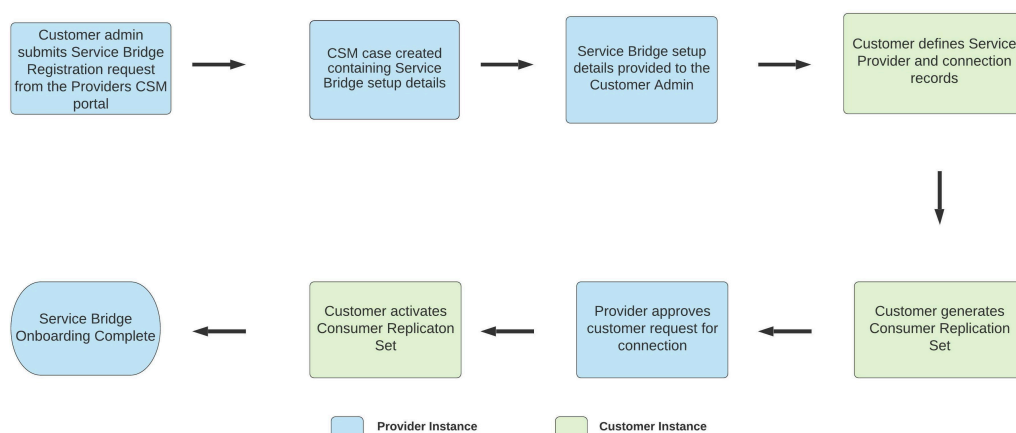 Customer admin
submits Service Bridge
Registration request
from the Providers CSM
portal
CSM case created
containing Service
Bridge setup details
Service Bridge setup
details provided to the
Customer Admin
Customer defines Service
Provider and connection
records
Service Bridge
Onboarding Complete
Customer activates
Consumer Replicaton
Set
Provider approves
customer request for
connection
Customer generates
Consumer Replication
Set
Provider Instance
Customer Instance